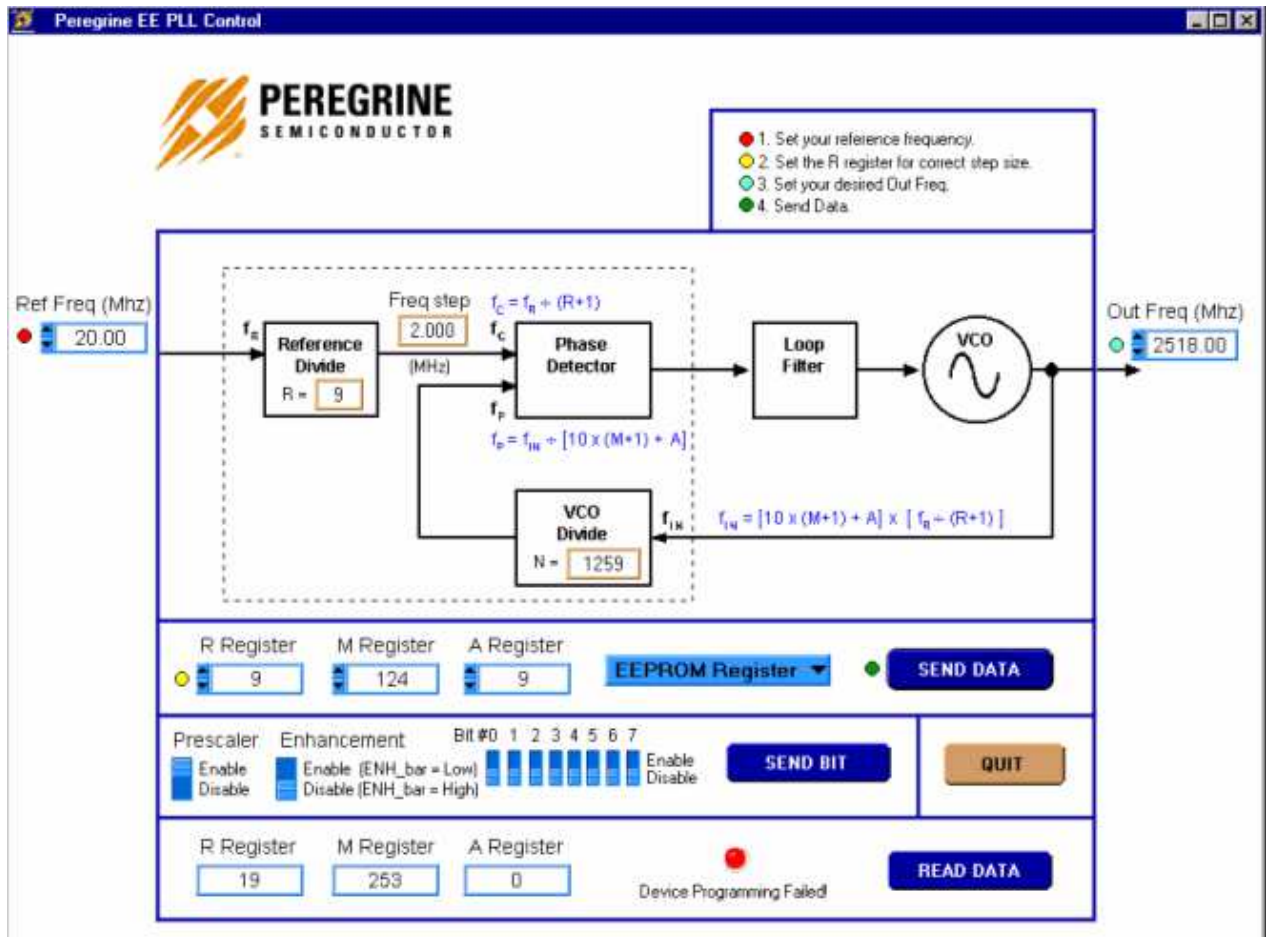 Peregrine EE PLL Control
PEREGRINE
SEMICONDUCTOR
1. Set your reference frequency.
2. Set the R register for correct step size.
3. Set your desired Out Freq.
4. Send Data.
Ref Freq (Mhz)
20.00
Freq step
2.000
(MHz)
f_C = f_R ÷ (R+1)
f_R
f_C
Reference
Divide
R = 9
Phase
Detector
Loop
Filter
VCO
Out Freq (Mhz)
2518.00
f_P
f_P = f_IN ÷ [10 x (M+1) + A]
VCO
Divide
N = 1259
f_IN
f_IN = [10 x (M+1) + A] x [ f_R ÷ (R+1) ]
R Register M Register A Register
9 124 9
EEPROM Register
SEND DATA
Prescaler Enhancement Bit #0 1 2 3 4 5 6 7
Enable Enable (ENH_bar = Low) Enable
Disable Disable (ENH_bar = High) Disable
SEND BIT
QUIT
R Register M Register A Register
19 253 0
Device Programming Failed!
READ DATA